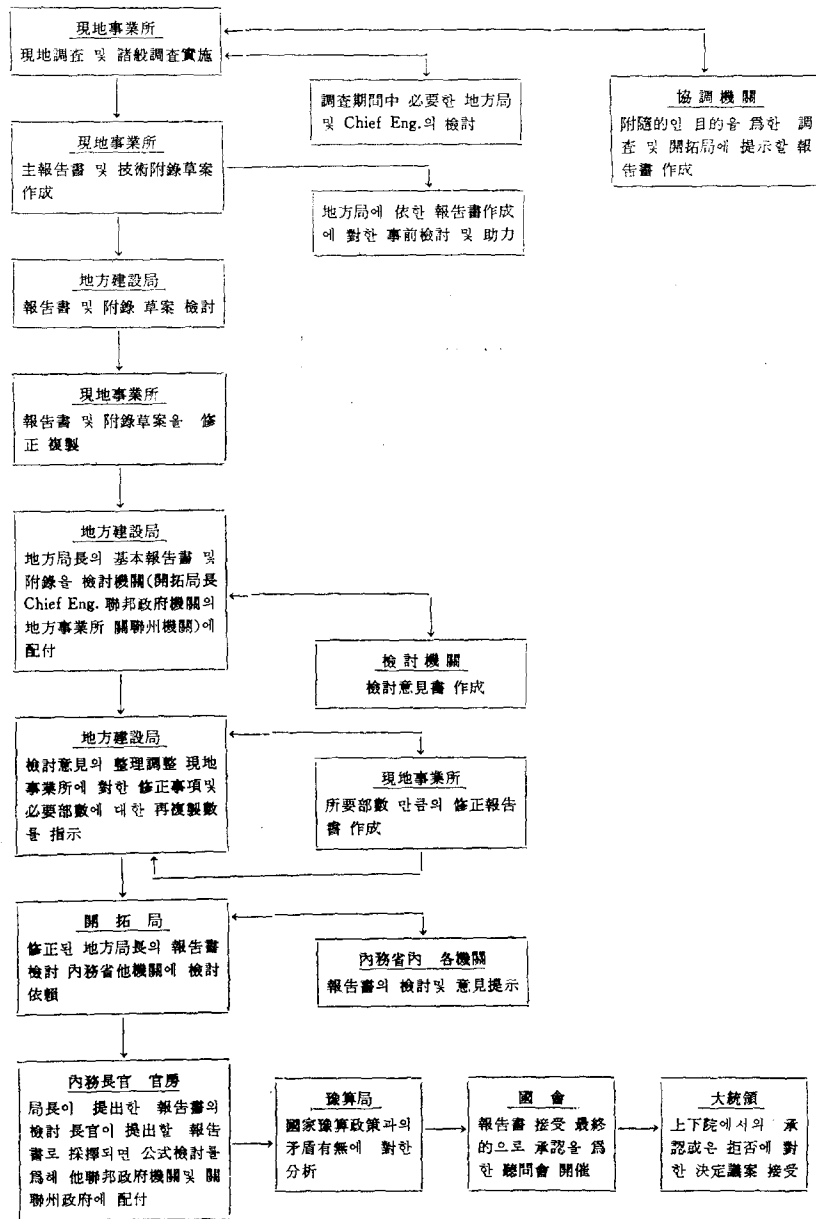 現地事業所
現地調査 및 諸般調査實施
調査期間中 必要한 地方局
및 Chief Eng.의 檢討
協調機關
附隨的인 目的을 爲한 調
査 및 開拓局에 提示할 報
告書 作成
現地事業所
主報告書 및 技術附錄草案
作成
地方局에 依한 報告書作成
에 對한 事前檢討 및 助力
地方建設局
報告書 및 附錄 草案 檢討
現地事業所
報告書 및 附錄草案을 修
正 複製
地方建設局
地方局長의 基本報告書 및
附錄을 檢討機關(開拓局長
Chief Eng. 聯邦政府機關의
地方事業所 關聯州機關)에
配付
檢討機關
檢討意見書 作成
地方建設局
檢討意見의 整理調整 現地
事業所에 對한 修正事項및
必要部數에 대한 再複製數
를 指示
現地事業所
所要部數 만큼의 修正報告
書 作成
開拓局
修正된 地方局長의 報告書
檢討 內務省他機關에 檢討
依賴
內務省內 各機關
報告書의 檢討및 意見提示
內務長官 官房
局長이 提出한 報告書의
檢討 長官이 提出할 報告
書로 採擇되면 公式檢討를
爲해 他聯邦政府機關및 關
聯州政府에 配付
豫算局
國家豫算政策과의
矛盾有無에 對한
分析
國會
報告書 接受 最終
的으로 承認을 爲
한 聽問會 開催
大統領
上下院에서의 承
認或은 拒否에 對
한 決定議案 接受